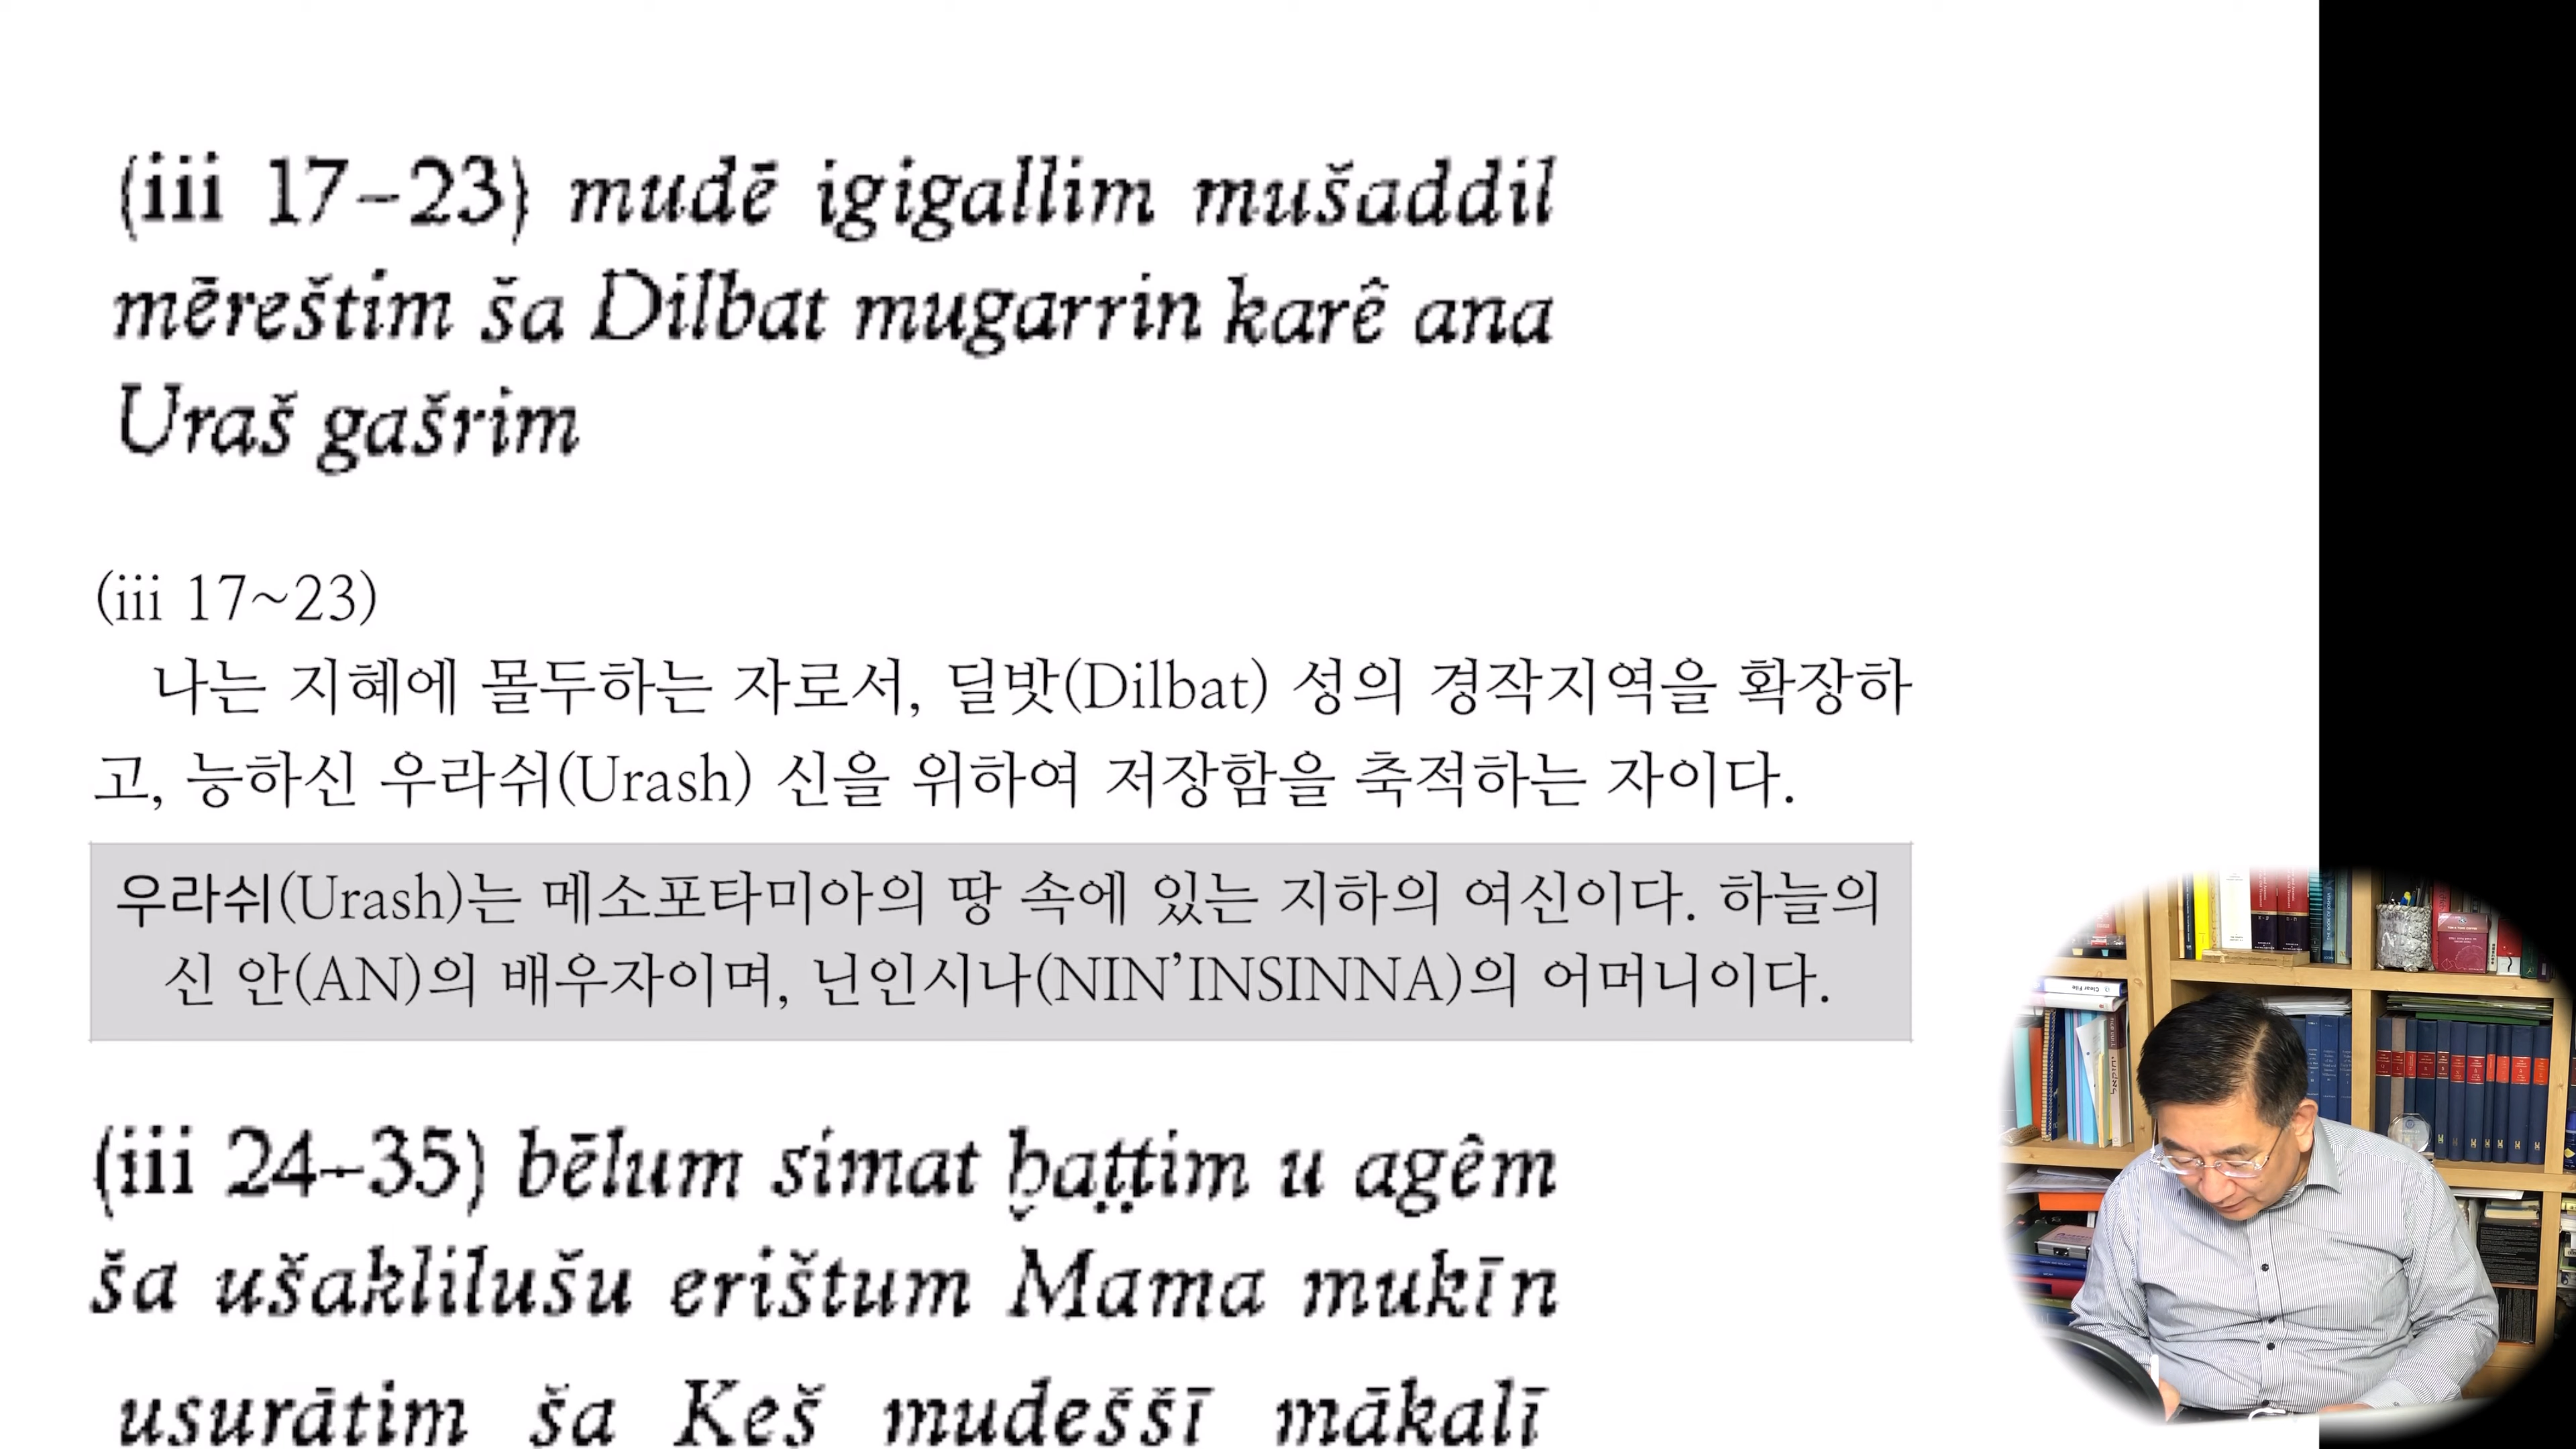 (iii 17–23) mudē igigallim mušaddil
mēreštim ša Dilbat mugarrin karê ana
Uraš gašrim
(iii 17~23)
나는 지혜에 몰두하는 자로서, 딜밧(Dilbat) 성의 경작지역을 확장하
고, 능하신 우라쉬(Urash) 신을 위하여 저장함을 축적하는 자이다.
우라쉬(Urash)는 메소포타미아의 땅 속에 있는 지하의 여신이다. 하늘의
신 안(AN)의 배우자이며, 닌인시나(NIN’INSINNA)의 어머니이다.
(iii 24–35) bēlum simat ḫaṭṭim u agêm
ša ušaklilušu erištum Mama mukīn
usurātim ša Keš mudeššī mākalī
Clear File